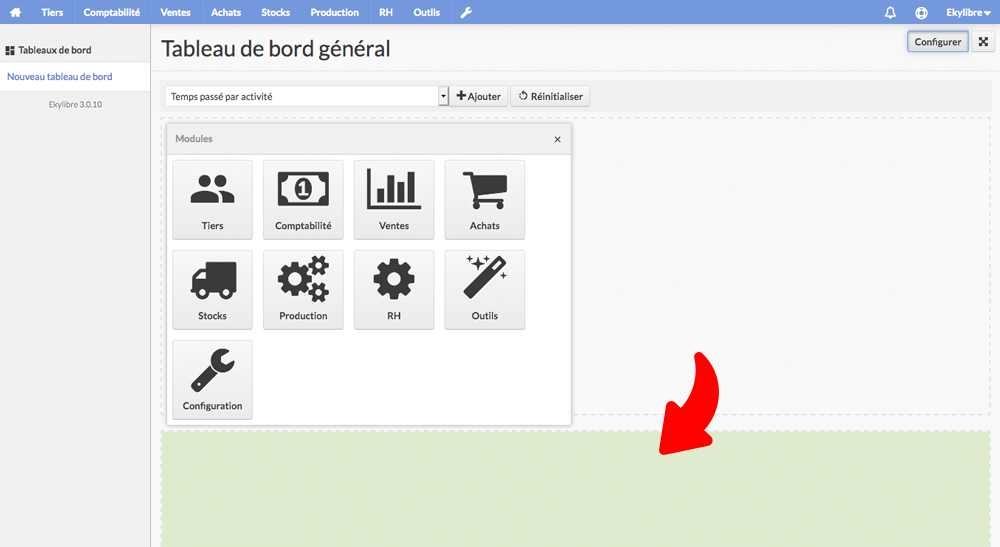 Tiers Comptabilité Ventes Achats Stocks Production RH Outils Ekylibre
Tableaux de bord
Nouveau tableau de bord
Ekylibre 3.0.10
Tableau de bord général
Configurer
Temps passé par activité
Ajouter
Réinitialiser
Modules
Tiers Comptabilité Ventes Achats
Stocks Production RH Outils
Configuration